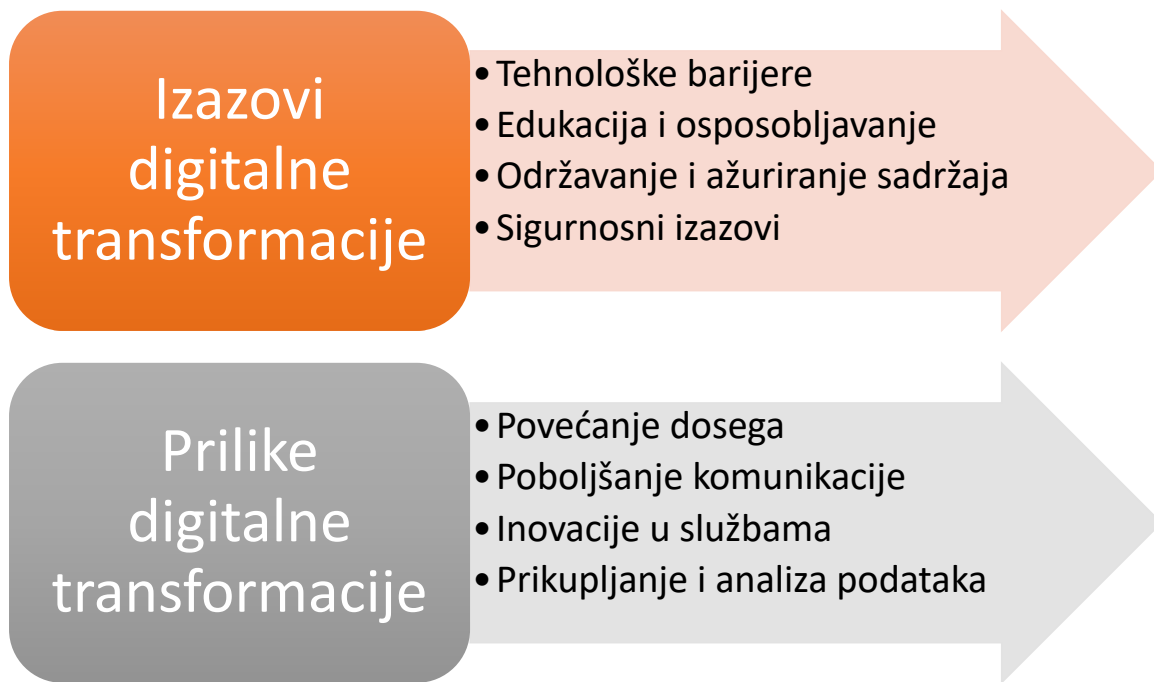 Izazovi
digitalne
transformacije
• Tehnološke barijere
• Edukacija i osposobljavanje
• Održavanje i ažuriranje sadržaja
• Sigurnosni izazovi
Prilike
digitalne
transformacije
• Povećanje dosega
• Poboljšanje komunikacije
• Inovacije u službama
• Prikupljanje i analiza podataka